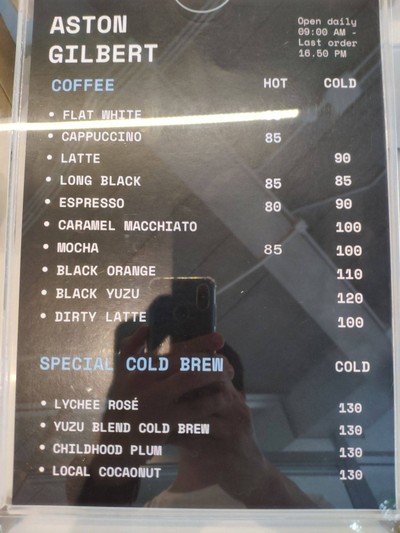 ASTON
GILBERT
Open daily
09:00 AM -
Last order
16.50 PM
COFFEE HOT COLD
• FLAT WHITE
• CAPPUCCINO 85
• LATTE 90
• LONG BLACK 85 85
• ESPRESSO 80 90
• CARAMEL MACCHIATO 100
• MOCHA 85 100
• BLACK ORANGE 110
• BLACK YUZU 120
• DIRTY LATTE 100
SPECIAL COLD BREW COLD
• LYCHEE ROSÉ 130
• YUZU BLEND COLD BREW 130
• CHILDHOOD PLUM 130
• LOCAL COCAONUT 130